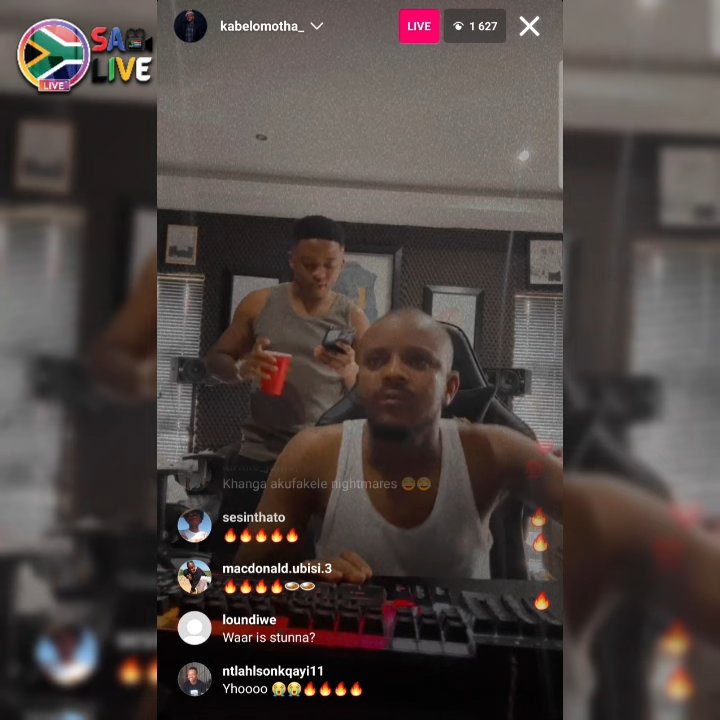 SA
LIVE
LIVE
kabelomotha_
LIVE
1 627
Khanga akufakele nightmares 😅😅
sesinthato
🔥🔥🔥🔥🔥
macdonald.ubisi.3
🔥🔥🔥🔥🍛🍛
loundiwe
Waar is stunna?
ntlahlsonkqayi11
Yhoooo 😭😭🔥🔥🔥🔥